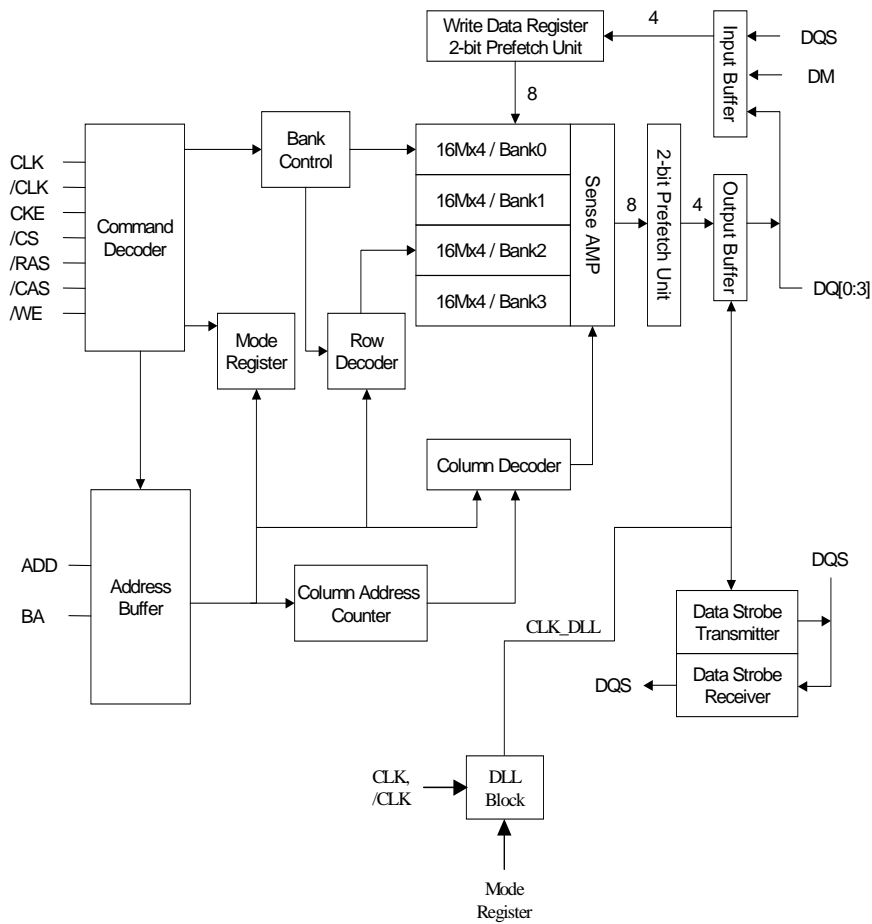 Write Data Register
2-bit Prefetch Unit
4
Input Buffer
DQS
DM
8
Bank
Control
16Mx4 / Bank0
16Mx4 / Bank1
16Mx4 / Bank2
16Mx4 / Bank3
Sense AMP
8
2-bit Prefetch Unit
4
Output Buffer
DQ[0:3]
CLK
/CLK
CKE
/CS
/RAS
/CAS
/WE
Command
Decoder
Mode
Register
Row
Decoder
Column Decoder
ADD
BA
Address
Buffer
Column Address
Counter
CLK_DLL
DQS
Data Strobe
Transmitter
Data Strobe
Receiver
DQS
CLK,
/CLK
DLL
Block
Mode
Register